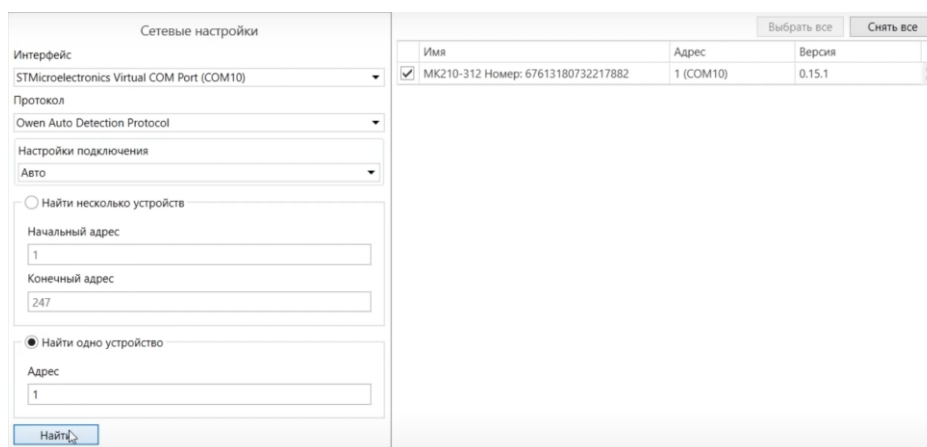 Сетевые настройки
Интерфейс
STMicroelectronics Virtual COM Port (COM10)
Протокол
Owen Auto Detection Protocol
Настройки подключения
Авто
Найти несколько устройств
Начальный адрес
1
Конечный адрес
247
Найти одно устройство
Адрес
1
Найти
Выбрать все Снять все
Имя Адрес Версия
МК210-312 Номер: 67613180732217882 1 (COM10) 0.15.1